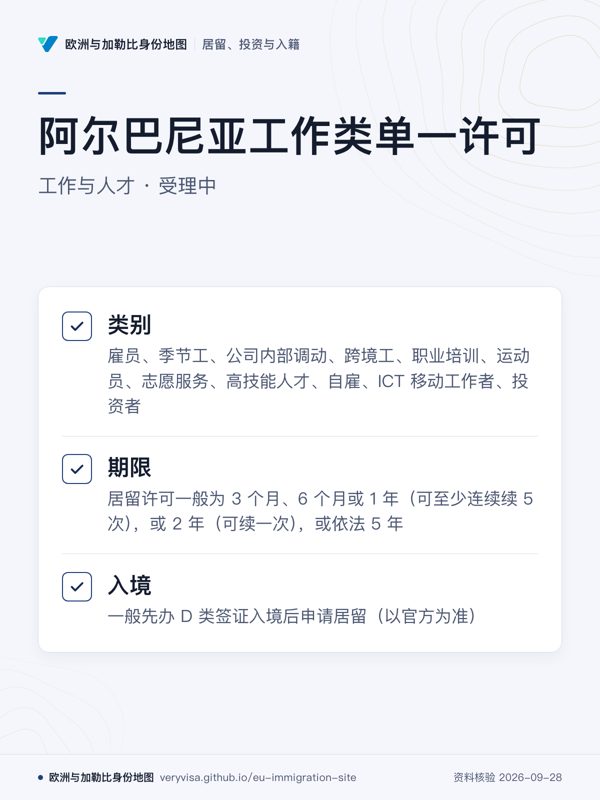 欧洲与加勒比身份地图 居留、投资与入籍
阿尔巴尼亚工作类单一许可
工作与人才 · 受理中
类别
雇员、季节工、公司内部调动、跨境工、职业培训、运动
员、志愿服务、高技能人才、自雇、ICT 移动工作者、投
资者
期限
居留许可一般为 3 个月、6 个月或 1 年（可至少连续续 5
次），或 2 年（可续一次），或依法 5 年
入境
一般先办 D 类签证入境后申请居留（以官方为准）
欧洲与加勒比身份地图 veryvisa.github.io/eu-immigration-site 资料核验 2026-09-28